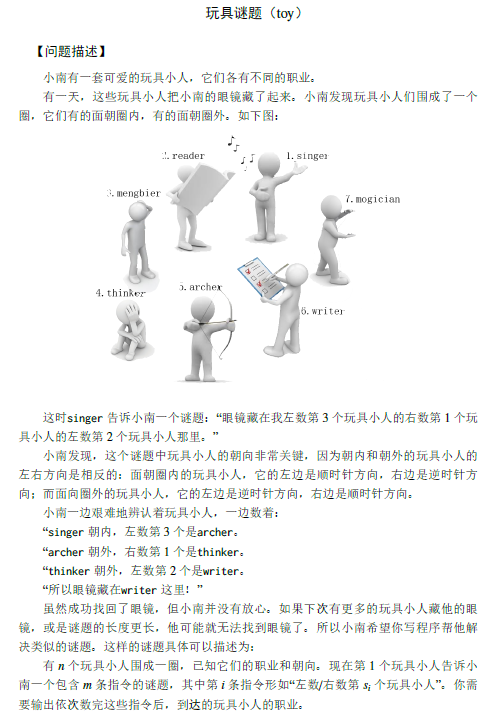 玩具谜题（toy）
【问题描述】
小南有一套可爱的玩具小人，它们各有不同的职业。
有一天，这些玩具小人把小南的眼镜藏了起来。小南发现玩具小人们围成了一个
圈，它们有的面朝圈内，有的面朝圈外。如下图：
2.reader
1.singer
3.mengbier
7.mogician
4.thinker
5.archer
6.writer
这时singer 告诉小南一个谜题：“眼镜藏在我左数第 3 个玩具小人的右数第 1 个玩
具小人的左数第 2 个玩具小人那里。”
小南发现，这个谜题中玩具小人的朝向非常关键，因为朝内和朝外的玩具小人的
左右方向是相反的：面朝圈内的玩具小人，它的左边是顺时针方向，右边是逆时针方
向；而面向圈外的玩具小人，它的左边是逆时针方向，右边是顺时针方向。
小南一边艰难地辨认着玩具小人，一边数着：
“singer 朝内，左数第 3 个是archer。
“archer 朝外，右数第 1 个是thinker。
“thinker 朝外，左数第 2 个是writer。
“所以眼镜藏在writer 这里！”
虽然成功找回了眼镜，但小南并没有放心。如果下次有更多的玩具小人藏他的眼
镜，或是谜题的长度更长，他可能就无法找到眼镜了。所以小南希望你写程序帮他解
决类似的谜题。这样的谜题具体可以描述为：
有 n 个玩具小人围成一圈，已知它们的职业和朝向。现在第 1 个玩具小人告诉小
南一个包含 m 条指令的谜题，其中第 i 条指令形如“左数/右数第 si 个玩具小人”。你需
要输出依次数完这些指令后，到达的玩具小人的职业。